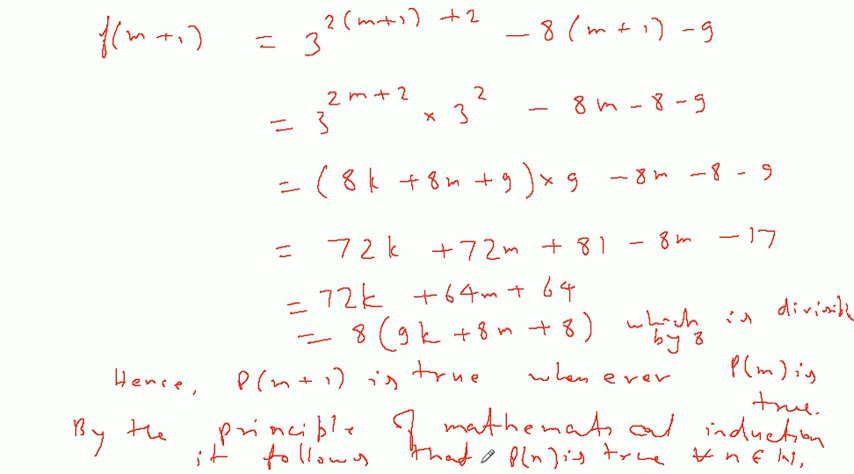 f(m+1) = 3^{2(m+1)+2} - 8(m+1) - 9
= 3^{2m+2} × 3^2 - 8m - 8 - 9
= (8k + 8m + 9) × 9 - 8m - 8 - 9
= 72k + 72m + 81 - 8m - 17
= 72k + 64m + 64
= 8(9k + 8m + 8) which is divisible by 8
Hence, P(m+1) is true whenever P(m) is true.
By the principle of mathematical induction
it follows that P(n) is true ∀ n ∈ ℕ.